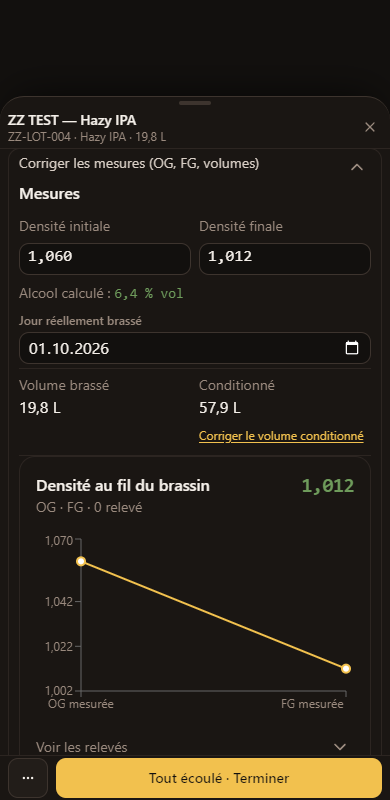 ZZ TEST — Hazy IPA
ZZ-LOT-004 · Hazy IPA · 19,8 L
Corriger les mesures (OG, FG, volumes)
Mesures
Densité initiale Densité finale
1,060 1,012
Alcool calculé : 6,4 % vol
Jour réellement brassé
01.10.2026
Volume brassé Conditionné
19,8 L 57,9 L
Corriger le volume conditionné
Densité au fil du brassin 1,012
OG · FG · 0 relevé
1,070
1,042
1,022
1,002
OG mesurée FG mesurée
Voir les relevés
Tout écoulé · Terminer